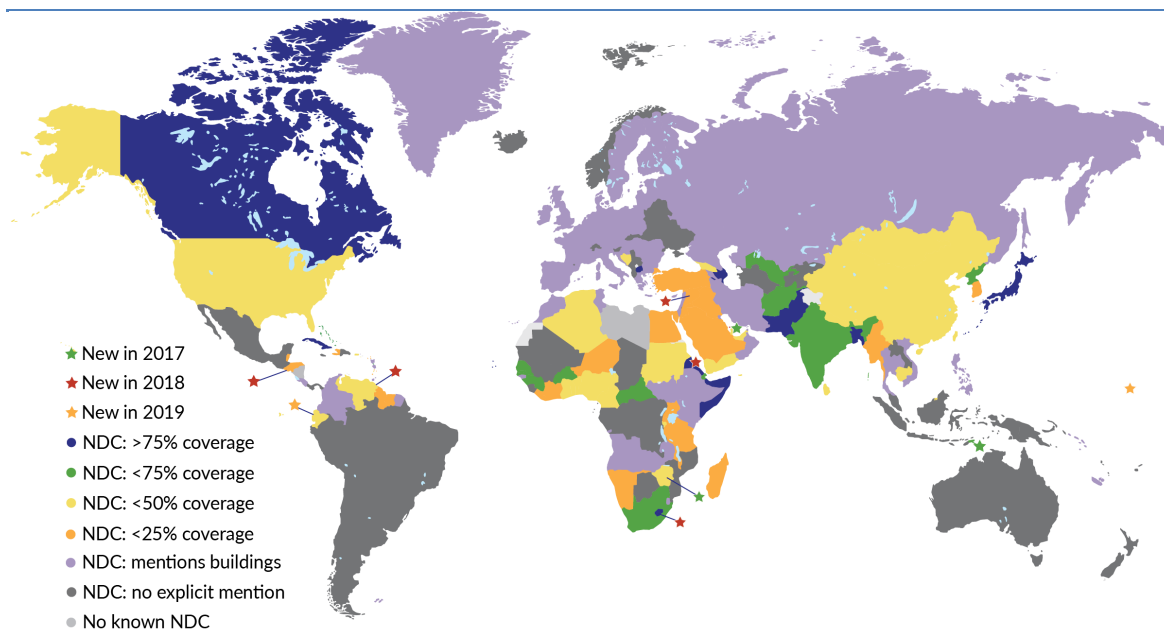 New in 2017
New in 2018
New in 2019
NDC: >75% coverage
NDC: <75% coverage
NDC: <50% coverage
NDC: <25% coverage
NDC: mentions buildings
NDC: no explicit mention
No known NDC